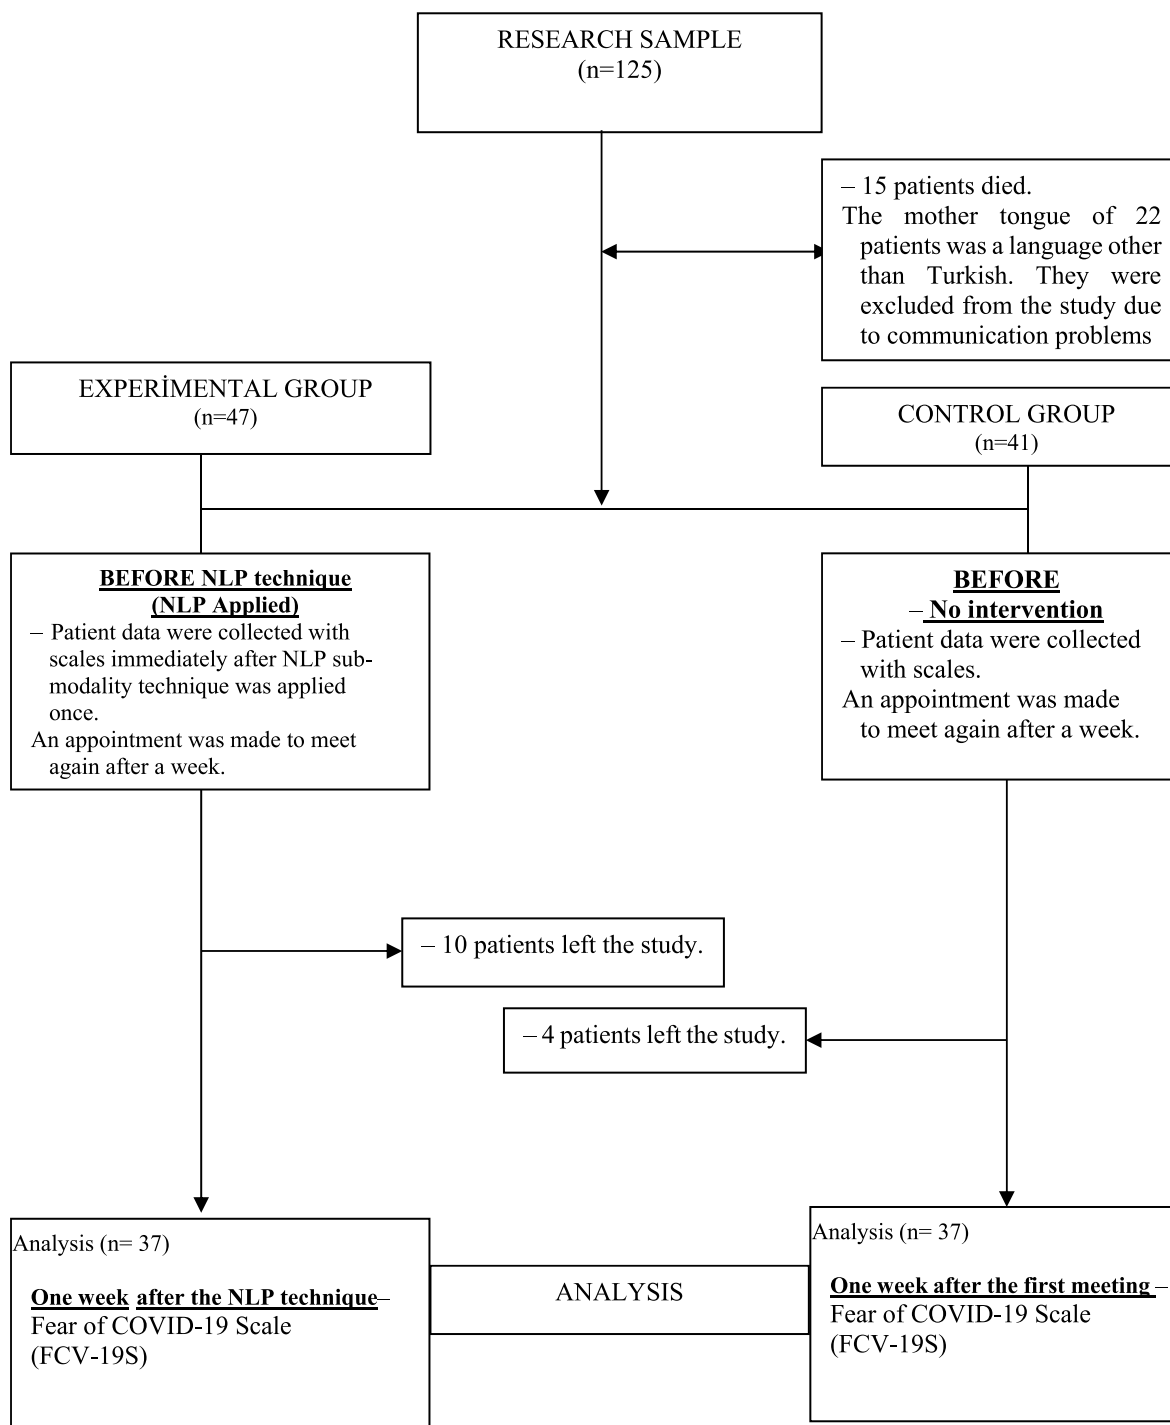 RESEARCH SAMPLE
(n=125)
– 15 patients died.
The mother tongue of 22
patients was a language other
than Turkish. They were
excluded from the study due
to communication problems
EXPERİMENTAL GROUP
(n=47)
CONTROL GROUP
(n=41)
BEFORE NLP technique
(NLP Applied)
– Patient data were collected with
scales immediately after NLP sub-
modality technique was applied
once.
An appointment was made to meet
again after a week.
BEFORE
– No intervention
– Patient data were collected
with scales.
An appointment was made
to meet again after a week.
– 10 patients left the study.
– 4 patients left the study.
Analysis (n= 37)
One week after the NLP technique–
Fear of COVID-19 Scale
(FCV-19S)
ANALYSIS
Analysis (n= 37)
One week after the first meeting –
Fear of COVID-19 Scale
(FCV-19S)